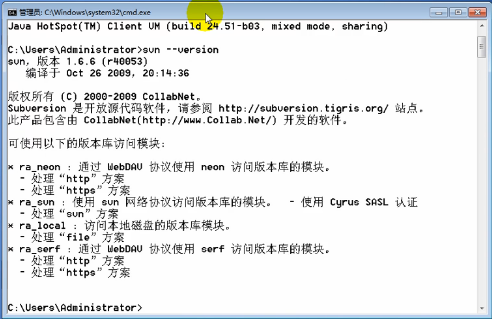 管理员: C:\Windows\system32\cmd.exe
Java HotSpot(TM) Client VM (build 24.51-b03, mixed mode, sharing)
C:\Users\Administrator>svn --version
svn, 版本 1.6.6 (r40053)
编译于 Oct 26 2009, 20:14:36
版权所有 (C) 2000-2009 CollabNet。
Subversion 是开放源代码软件，请参阅 http://subversion.tigris.org/ 站点。
此产品包含由 CollabNet(http://www.Collab.Net/) 开发的软件。
可使用以下的版本库访问模块:
* ra_neon : 通过 WebDAV 协议使用 neon 访问版本库的模块。
- 处理“http”方案
- 处理“https”方案
* ra_svn : 使用 svn 网络协议访问版本库的模块。 - 使用 Cyrus SASL 认证
- 处理“svn”方案
* ra_local : 访问本地磁盘的版本库模块。
- 处理“file”方案
* ra_serf : 通过 WebDAV 协议使用 serf 访问版本库的模块。
- 处理“http”方案
- 处理“https”方案
C:\Users\Administrator>